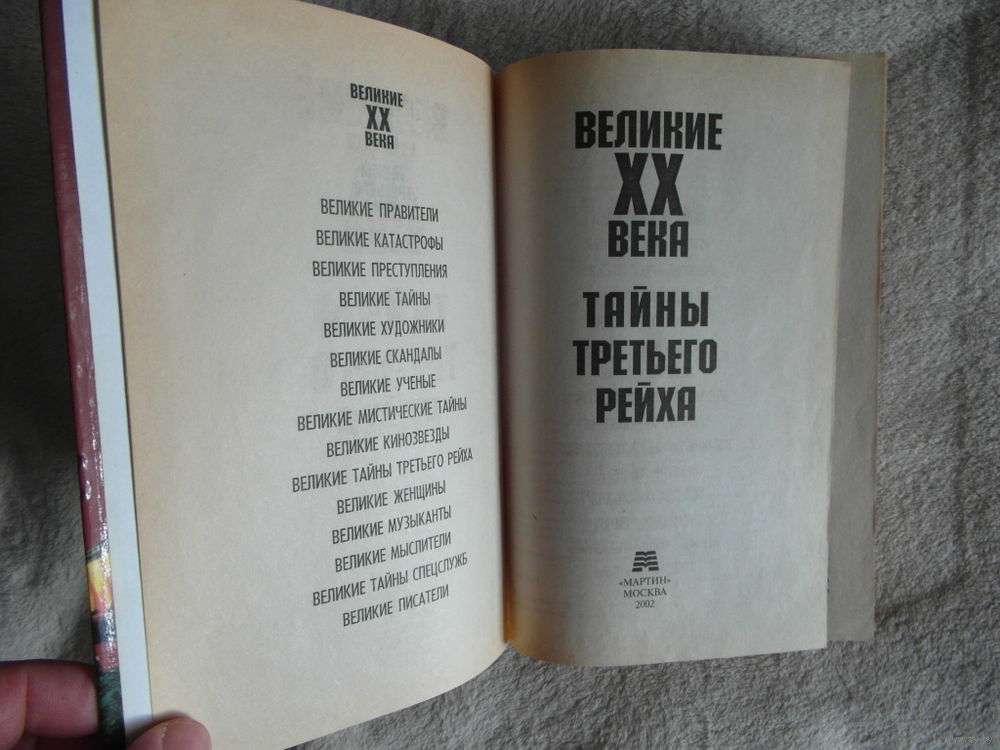 ВЕЛИКИЕ
XX
ВЕКА
ВЕЛИКИЕ ПРАВИТЕЛИ
ВЕЛИКИЕ КАТАСТРОФЫ
ВЕЛИКИЕ ПРЕСТУПЛЕНИЯ
ВЕЛИКИЕ ТАЙНЫ
ВЕЛИКИЕ ХУДОЖНИКИ
ВЕЛИКИЕ СКАНДАЛЫ
ВЕЛИКИЕ УЧЕНЫЕ
ВЕЛИКИЕ МИСТИЧЕСКИЕ ТАЙНЫ
ВЕЛИКИЕ КИНОЗВЕЗДЫ
ВЕЛИКИЕ ТАЙНЫ ТРЕТЬЕГО РЕЙХА
ВЕЛИКИЕ ЖЕНЩИНЫ
ВЕЛИКИЕ МУЗЫКАНТЫ
ВЕЛИКИЕ МЫСЛИТЕЛИ
ВЕЛИКИЕ ТАЙНЫ СПЕЦСЛУЖБ
ВЕЛИКИЕ ПИСАТЕЛИ
ВЕЛИКИЕ
XX
ВЕКА
ТАЙНЫ
ТРЕТЬЕГО
РЕЙХА
«МАРТИН»
МОСКВА
2002